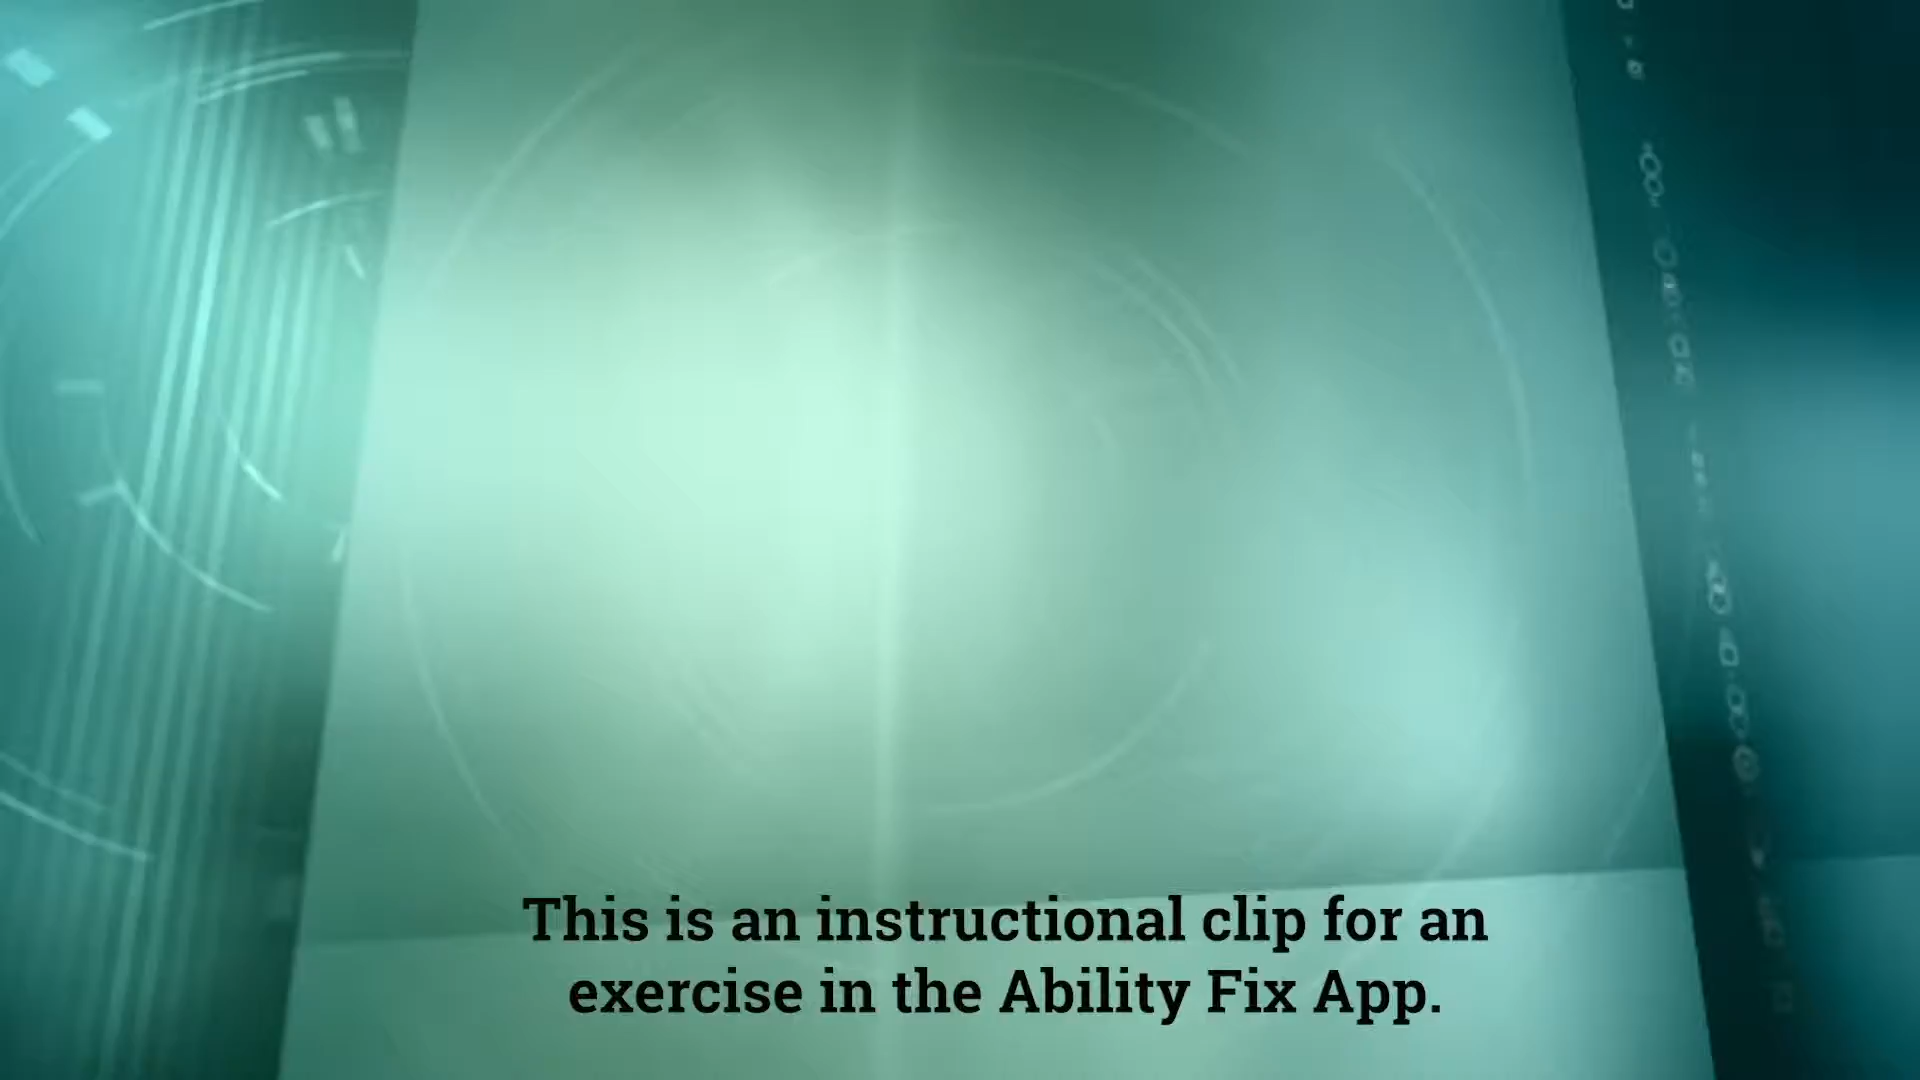 This is an instructional clip for an
exercise in the Ability Fix App.